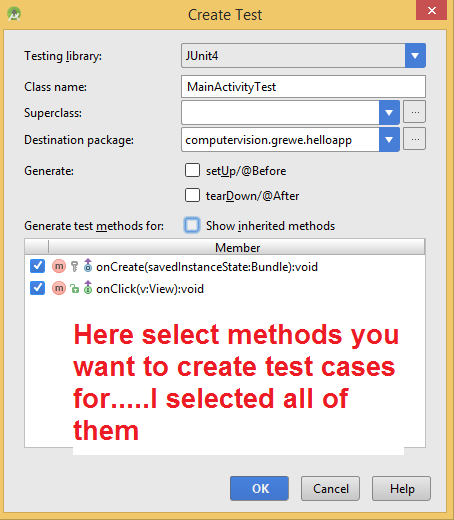 Create Test
Testing library: JUnit4
Class name: MainActivityTest
Superclass: ...
Destination package: computervision.grewe.helloapp ...
Generate: setUp/@Before
tearDown/@After
Generate test methods for: Show inherited methods
Member
m onCreate(savedInstanceState:Bundle):void
m onClick(v:View):void
Here select methods you
want to create test cases
for.....I selected all of
them
OK Cancel Help